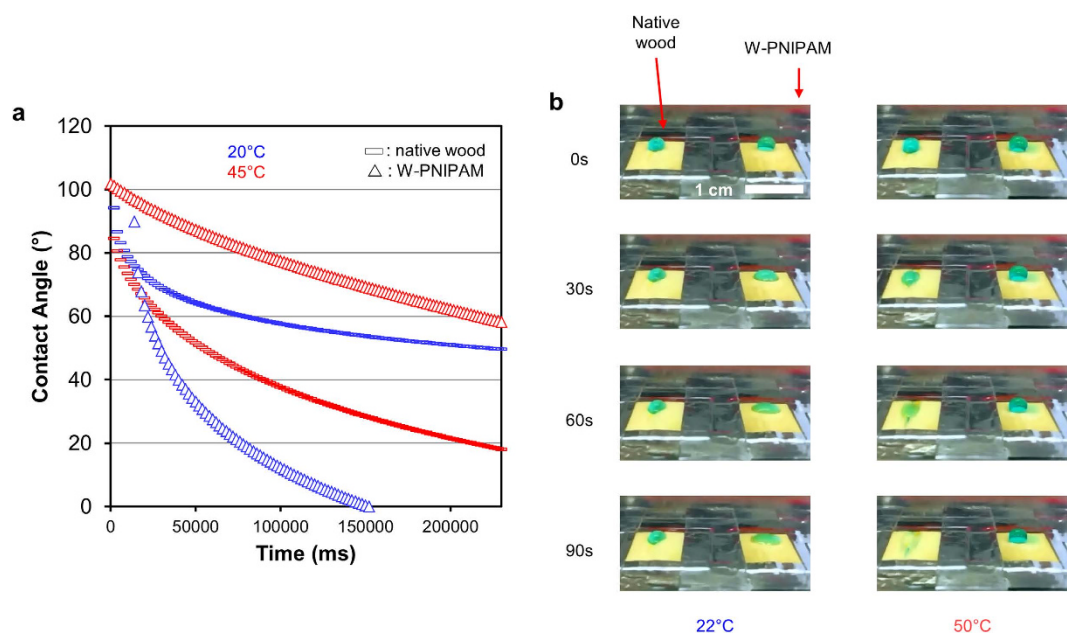 a
120
100
80
60
40
20
0
Contact Angle (°)
20°C
45°C
: native wood
: W-PNIPAM
0 50000 100000 150000 200000
Time (ms)
b
Native
wood
W-PNIPAM
0s
1 cm
30s
60s
90s
22°C 50°C